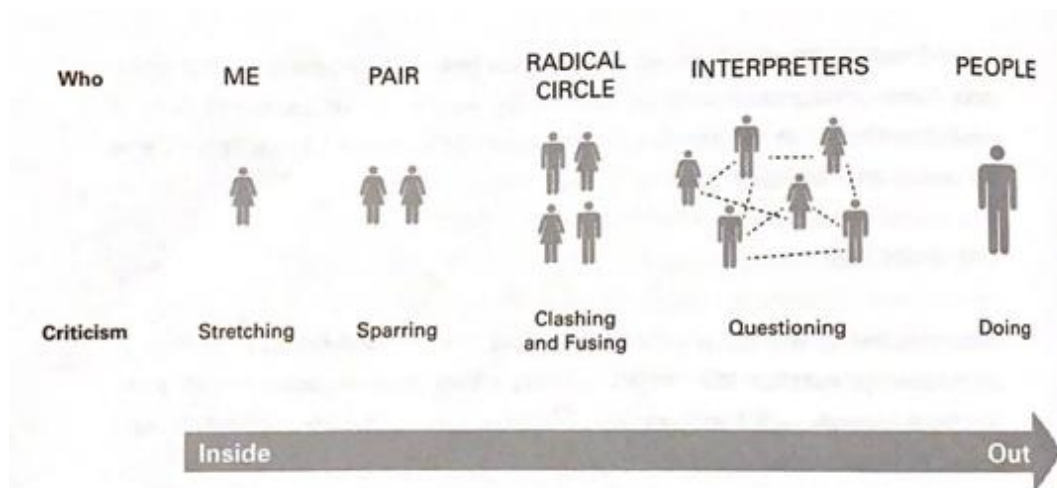 Who ME PAIR RADICAL CIRCLE INTERPRETERS PEOPLE
Criticism Stretching Sparring Clashing and Fusing Questioning Doing
Inside Out